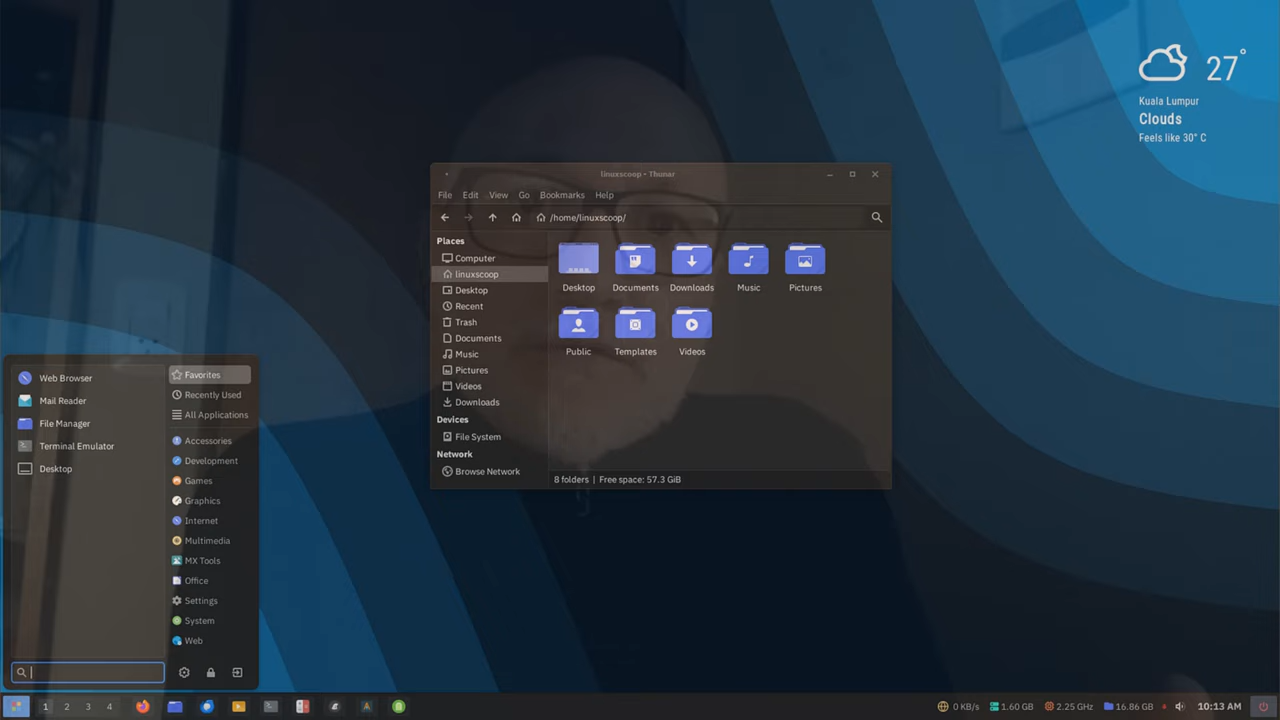 27°
Kuala Lumpur
Clouds
Feels like 30° C
linuxscoop - Thunar
File Edit View Go Bookmarks Help
/home/linuxscoop/
Places
Computer
linuxscoop
Desktop
Recent
Trash
Documents
Music
Pictures
Videos
Downloads
Devices
File System
Network
Browse Network
Desktop Documents Downloads Music Pictures
Public Templates Videos
8 folders | Free space: 57.3 GiB
Web Browser
Mail Reader
File Manager
Terminal Emulator
Desktop
Favorites
Recently Used
All Applications
Accessories
Development
Games
Graphics
Internet
Multimedia
MX Tools
Office
Settings
System
Web
1 2 3 4 0 KB/s 1.60 GB 2.25 GHz 16.86 GB 10:13 AM